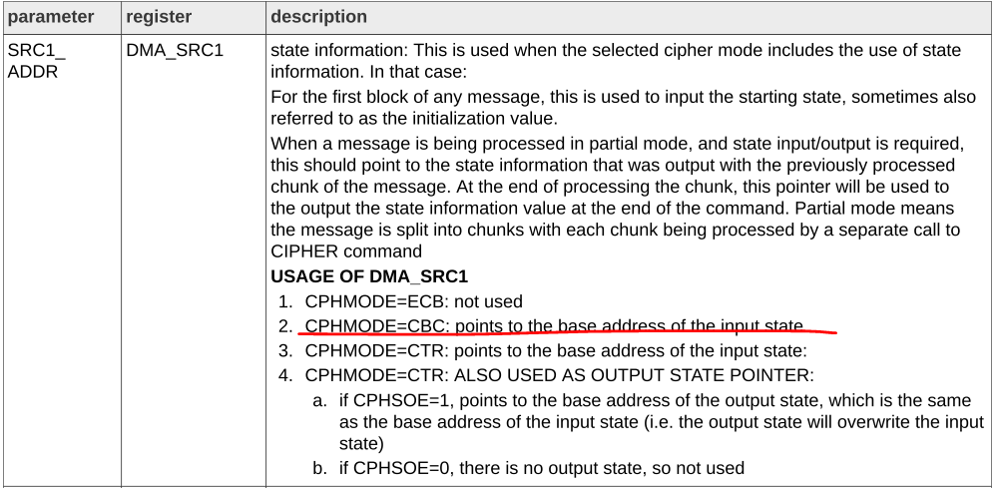 parameter register description
SRC1_ DMA_SRC1 state information: This is used when the selected cipher mode includes the use of state
ADDR information. In that case:
For the first block of any message, this is used to input the starting state, sometimes also
referred to as the initialization value.
When a message is being processed in partial mode, and state input/output is required,
this should point to the state information that was output with the previously processed
chunk of the message. At the end of processing the chunk, this pointer will be used to
the output the state information value at the end of the command. Partial mode means
the message is split into chunks with each chunk being processed by a separate call to
CIPHER command
USAGE OF DMA_SRC1
1. CPHMODE=ECB: not used
2. CPHMODE=CBC: points to the base address of the input state
3. CPHMODE=CTR: points to the base address of the input state:
4. CPHMODE=CTR: ALSO USED AS OUTPUT STATE POINTER:
a. if CPHSOE=1, points to the base address of the output state, which is the same
as the base address of the input state (i.e. the output state will overwrite the input
state)
b. if CPHSOE=0, there is no output state, so not used